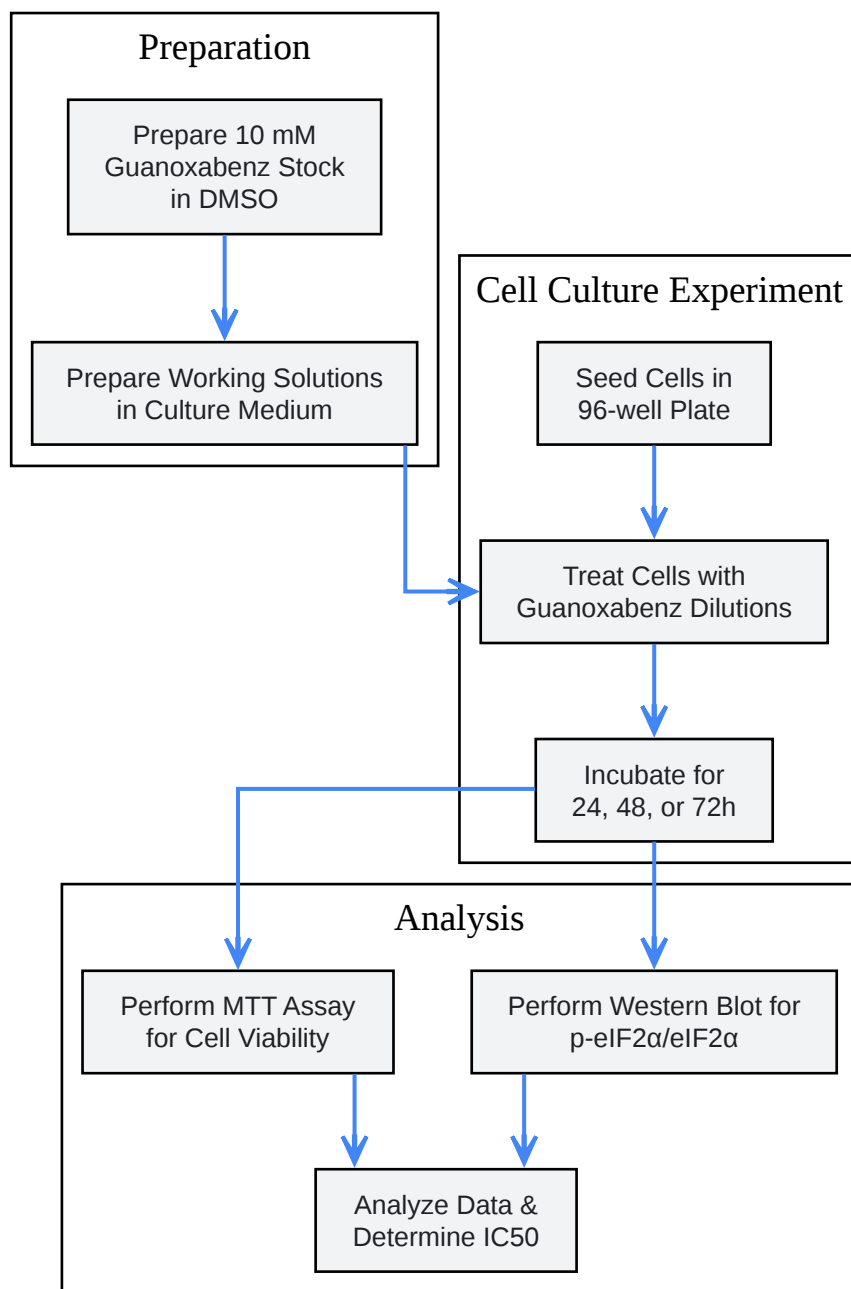 Preparation
Prepare 10 mM
Guanoxabenz Stock
in DMSO
Prepare Working Solutions
in Culture Medium
Cell Culture Experiment
Seed Cells in
96-well Plate
Treat Cells with
Guanoxabenz Dilutions
Incubate for
24, 48, or 72h
Analysis
Perform MTT Assay
for Cell Viability
Perform Western Blot for
p-eIF2α/eIF2α
Analyze Data &
Determine IC50